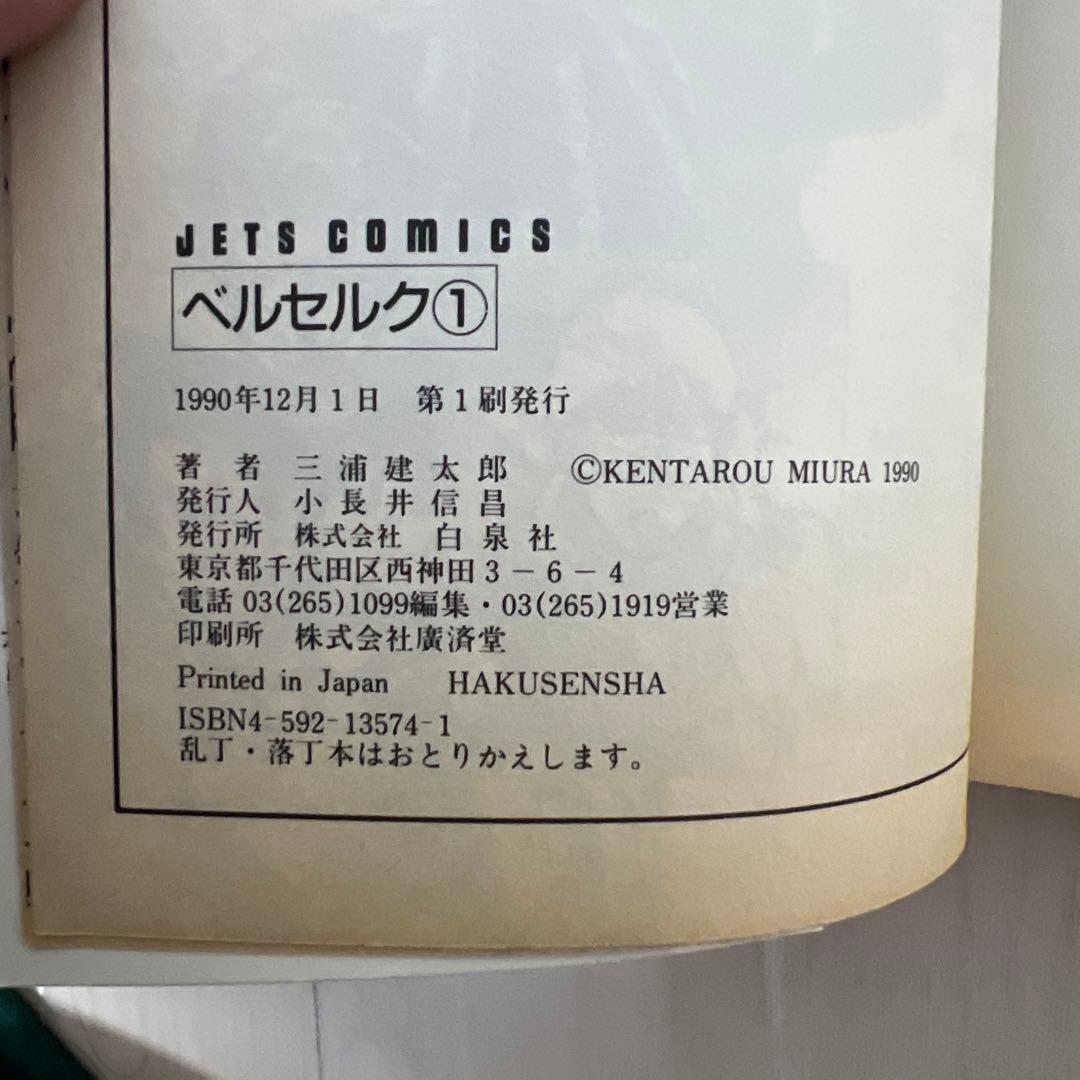 JETS COMICS
ベルセルク①
1990年12月1日 第1刷発行
著者 三浦建太郎 ©KENTAROU MIURA 1990
発行人 小長井信昌
発行所 株式会社 白泉社
東京都千代田区西神田3－6－4
電話 03(265)1099編集・03(265)1919営業
印刷所 株式会社廣済堂
Printed in Japan HAKUSENSHA
ISBN4-592-13574-1
乱丁・落丁本はおとりかえします。